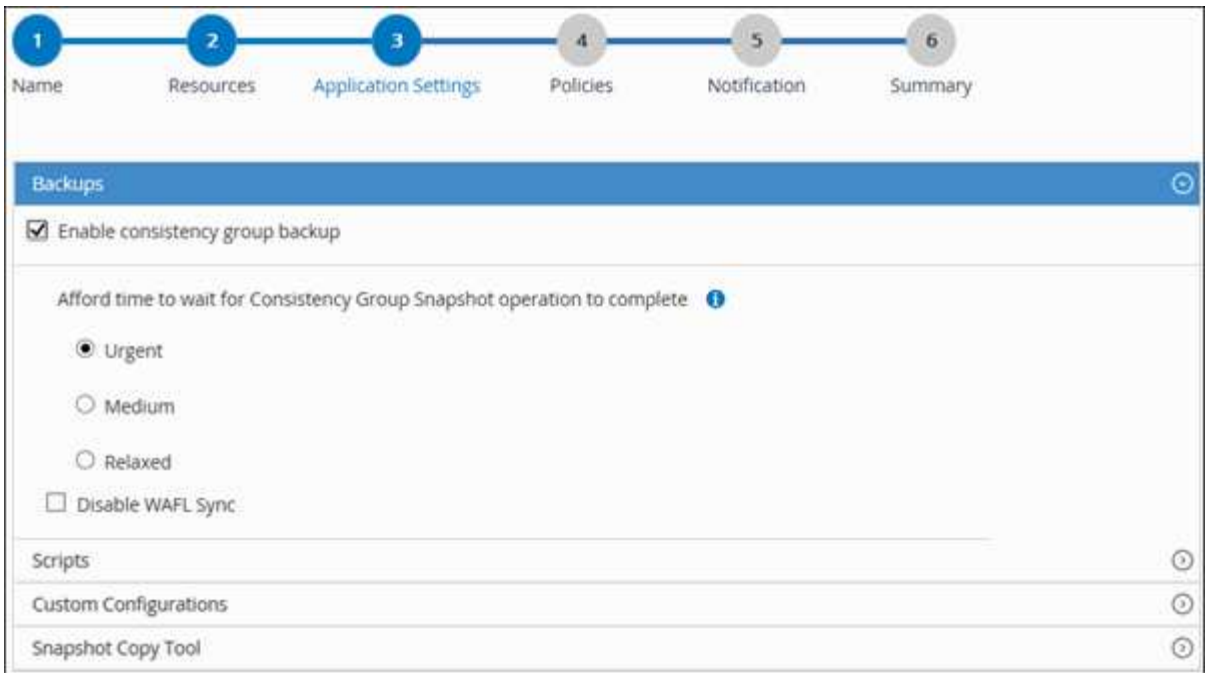 1 2 3 4 5 6
Name Resources Application Settings Policies Notification Summary
Backups
Enable consistency group backup
Afford time to wait for Consistency Group Snapshot operation to complete
Urgent
Medium
Relaxed
Disable WAFL Sync
Scripts
Custom Configurations
Snapshot Copy Tool